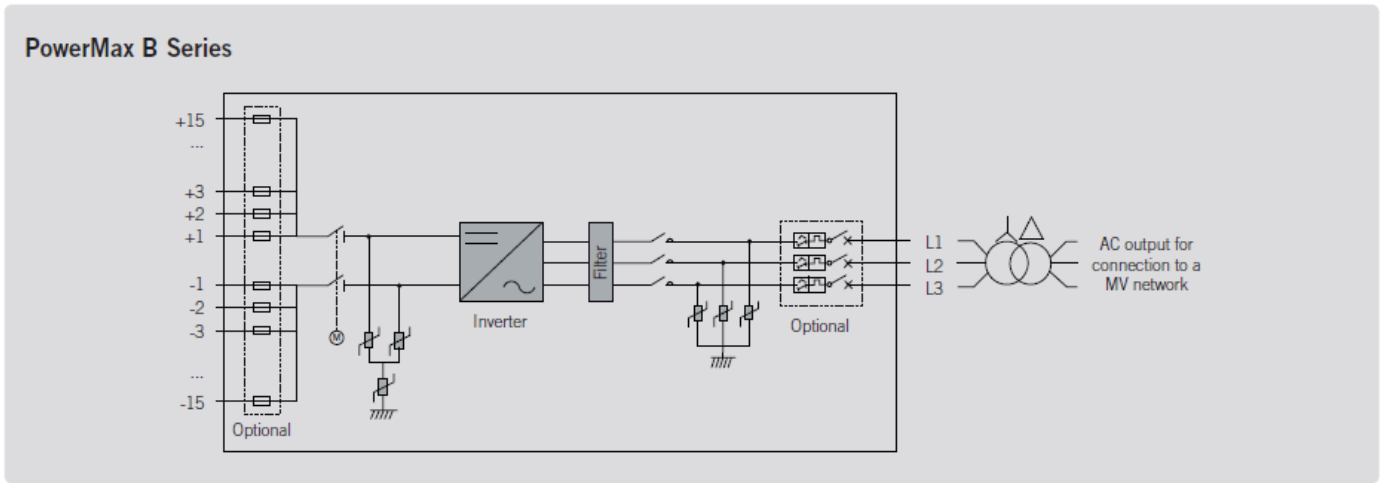 PowerMax B Series
+15
...
+3
+2
+1
-1
-2
-3
...
-15
Optional
M
Inverter
Filter
Optional
L1
L2
L3
AC output for
connection to a
MV network